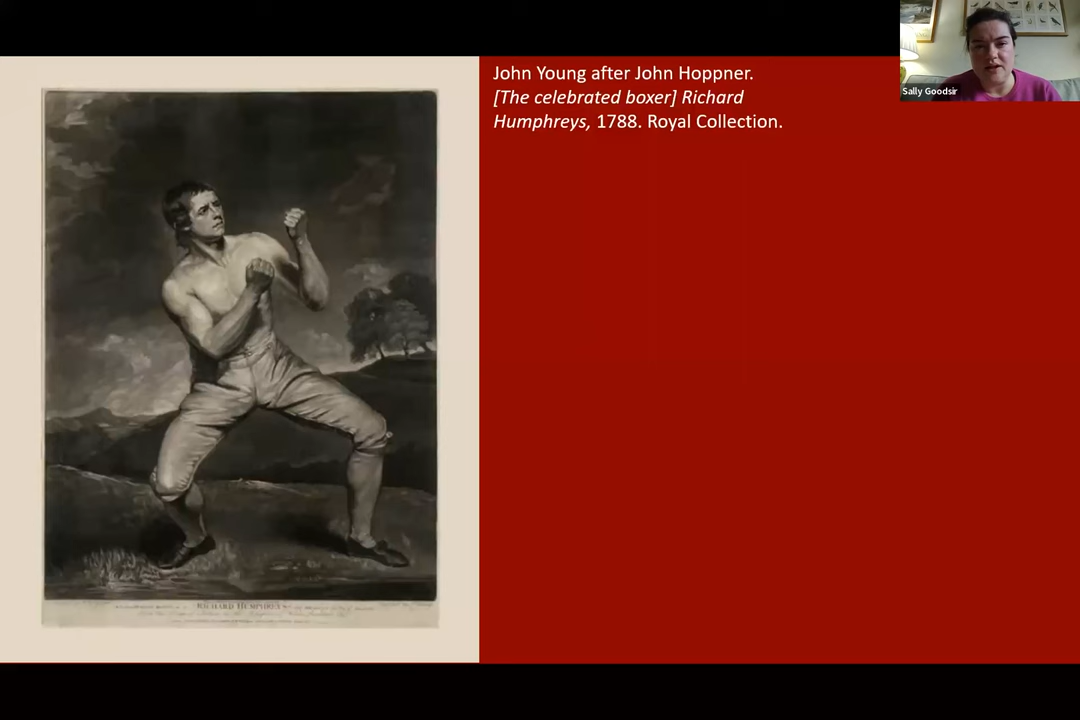 John Young after John Hoppner.
[The celebrated boxer] Richard
Humphreys, 1788. Royal Collection.
Sally Goodsir
RICHARD HUMPHREYS